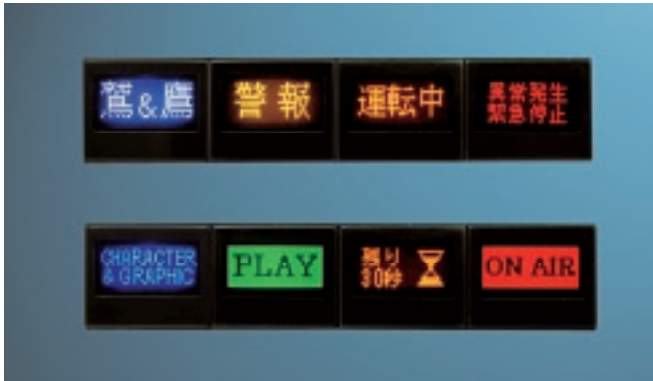 鷲&鷹
警報
運転中
異常発生
緊急停止
CHARACTER
& GRAPHIC
PLAY
残り
30秒
ON AIR